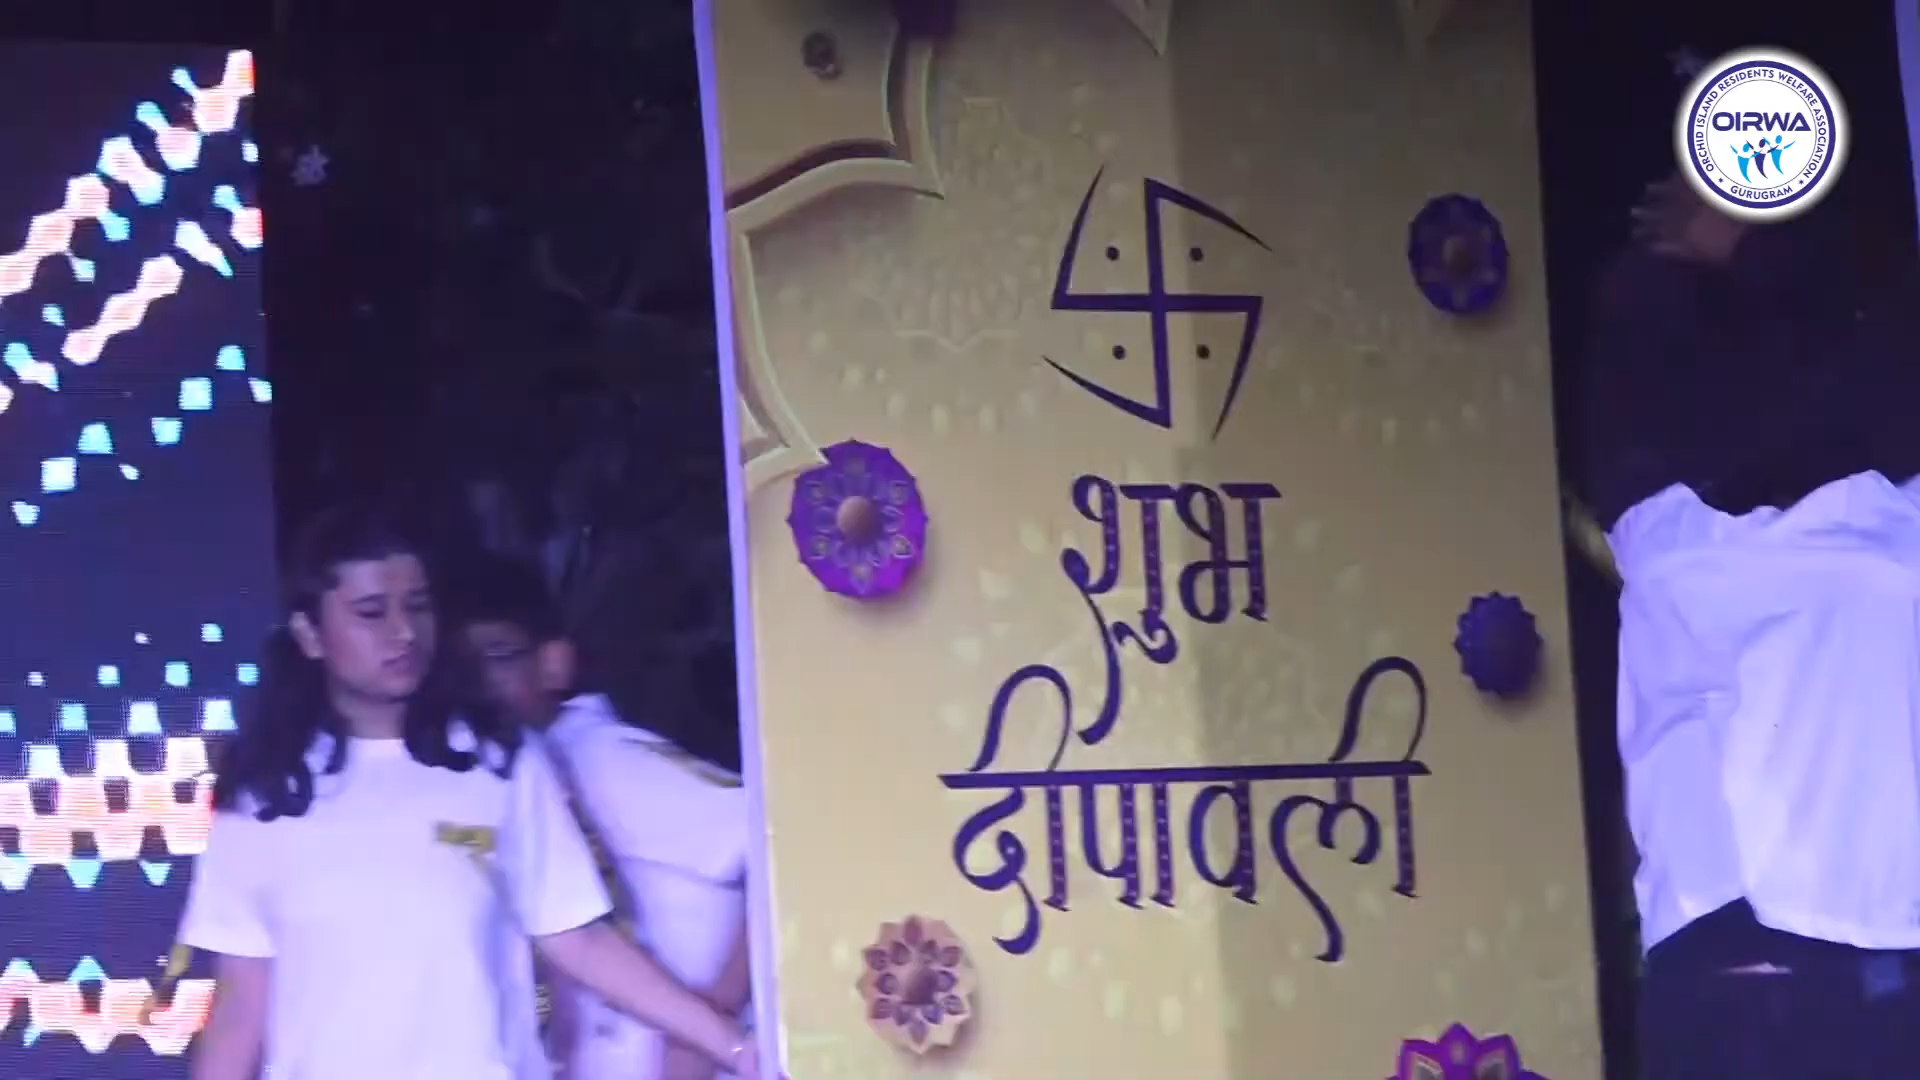 शुभ
दीपावली
ORCHID ISLAND RESIDENTS WELFARE ASSOCIATION
OIRWA
GURUGRAM